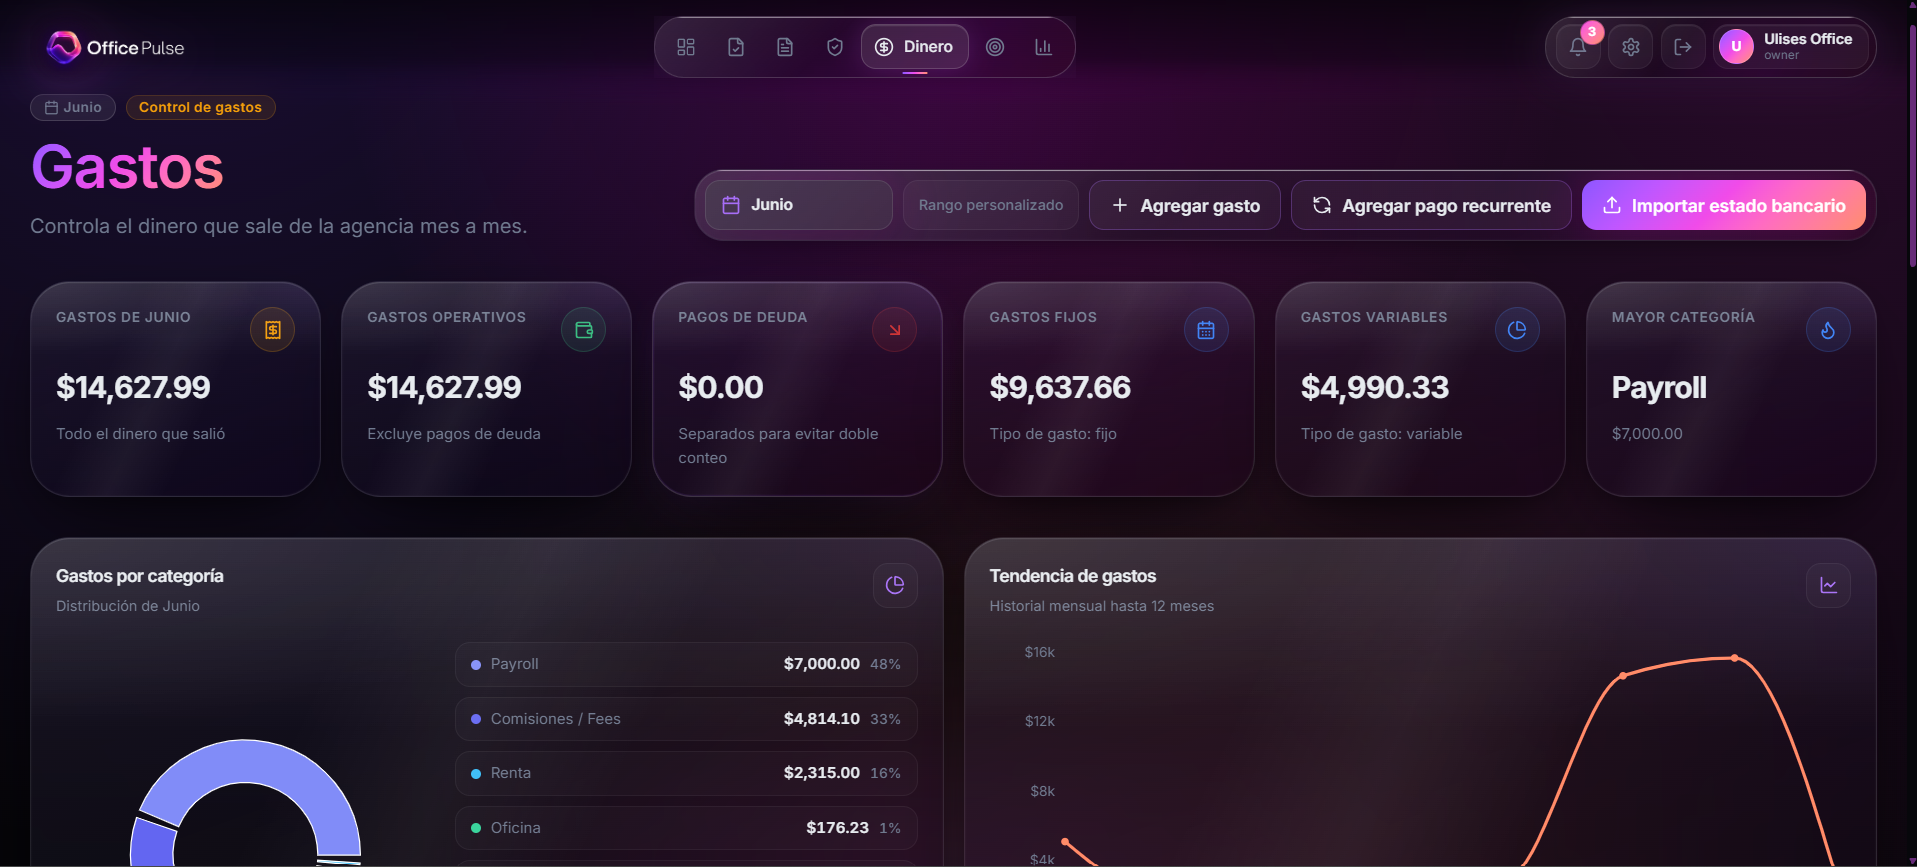 OfficePulse
Dinero
3
U
Ulises Office
owner
Junio
Control de gastos
Gastos
Controla el dinero que sale de la agencia mes a mes.
Junio
Rango personalizado
Agregar gasto
Agregar pago recurrente
Importar estado bancario
GASTOS DE JUNIO
$14,627.99
Todo el dinero que salió
GASTOS OPERATIVOS
$14,627.99
Excluye pagos de deuda
PAGOS DE DEUDA
$0.00
Separados para evitar doble
conteo
GASTOS FIJOS
$9,637.66
Tipo de gasto: fijo
GASTOS VARIABLES
$4,990.33
Tipo de gasto: variable
MAYOR CATEGORÍA
Payroll
$7,000.00
Gastos por categoría
Distribución de Junio
Payroll $7,000.00 48%
Comisiones / Fees $4,814.10 33%
Renta $2,315.00 16%
Oficina $176.23 1%
Tendencia de gastos
Historial mensual hasta 12 meses
$16k
$12k
$8k
$4k